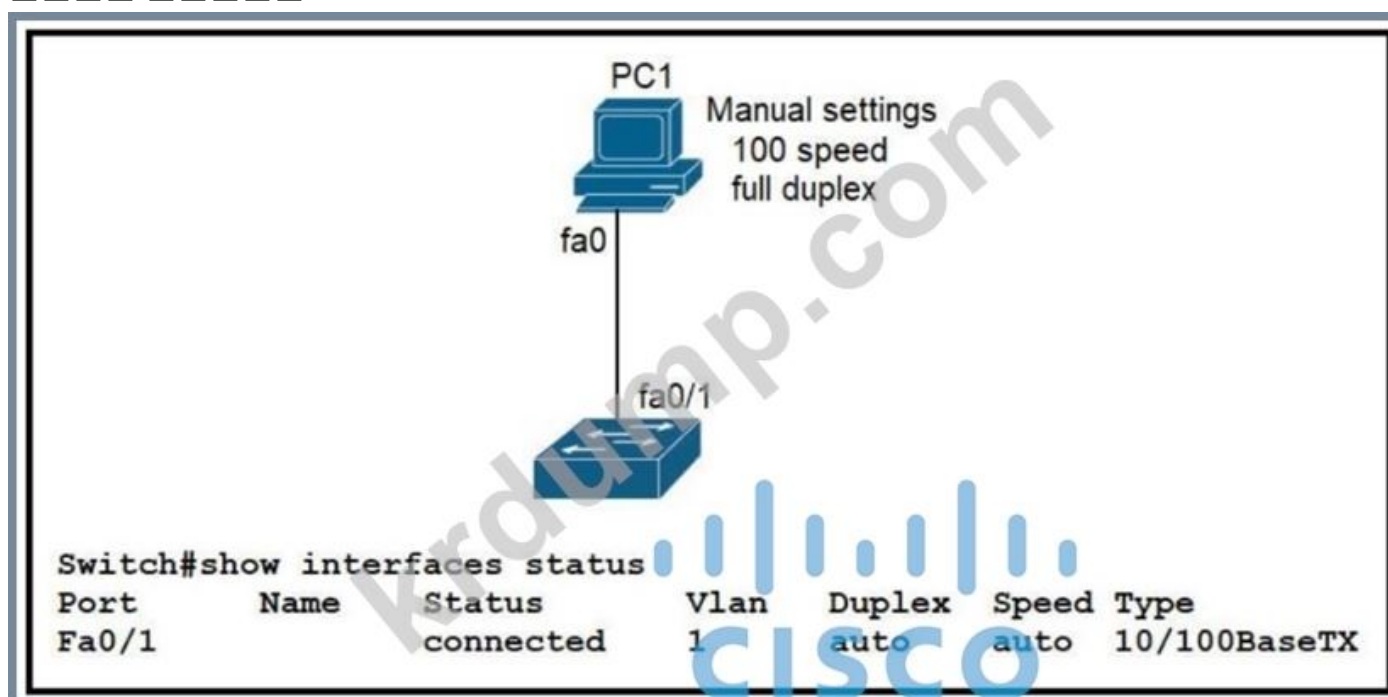 PC1
Manual settings
100 speed
full duplex
fa0
fa0/1
krdump.com
Switch#show interfaces status
Port Name Status Vlan Duplex Speed Type
Fa0/1 connected 1 auto auto 10/100BaseTX
CISCO